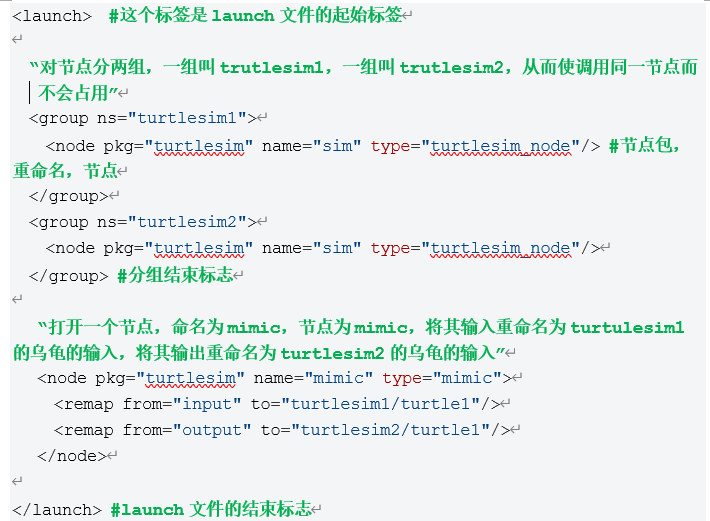 <launch> #这个标签是 launch 文件的起始标签
“对节点分两组，一组叫 trutlesim1，一组叫 trutlesim2，从而使调用同一节点而
不会占用”
<group ns="turtlesim1">
<node pkg="turtlesim" name="sim" type="turtlesim_node"/> #节点包，
重命名，节点
</group>
<group ns="turtlesim2">
<node pkg="turtlesim" name="sim" type="turtlesim_node"/>
</group> #分组结束标志
“打开一个节点，命名为 mimic，节点为 mimic，将其输入重命名为 turtulesim1
的乌龟的输入，将其输出重命名为 turtlesim2 的乌龟的输入”
<node pkg="turtlesim" name="mimic" type="mimic">
<remap from="input" to="turtlesim1/turtle1"/>
<remap from="output" to="turtlesim2/turtle1"/>
</node>
</launch> #launch 文件的结束标志